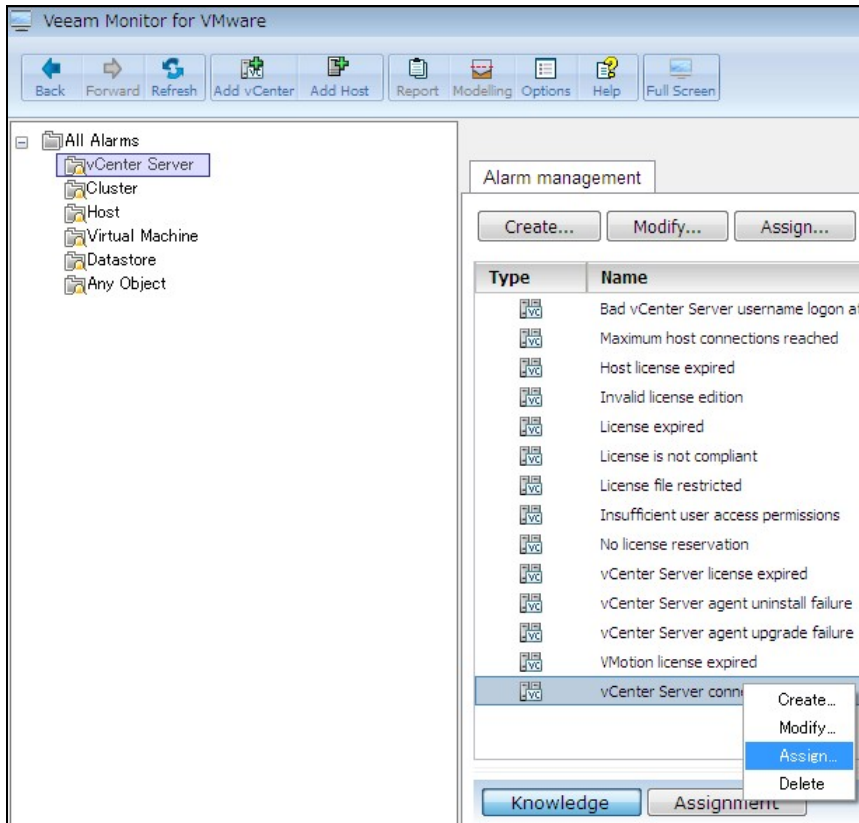 Veeam Monitor for VMware
Back Forward Refresh Add vCenter Add Host Report Modelling Options Help Full Screen
All Alarms
vCenter Server
Cluster
Host
Virtual Machine
Datastore
Any Object
Alarm management
Create... Modify... Assign...
Type Name
Bad vCenter Server username logon
Maximum host connections reached
Host license expired
Invalid license edition
License expired
License is not compliant
License file restricted
Insufficient user access permissions
No license reservation
vCenter Server license expired
vCenter Server agent uninstall failure
vCenter Server agent upgrade failure
VMotion license expired
vCenter Server
Create...
Modify...
Assign...
Delete
Knowledge Assignment